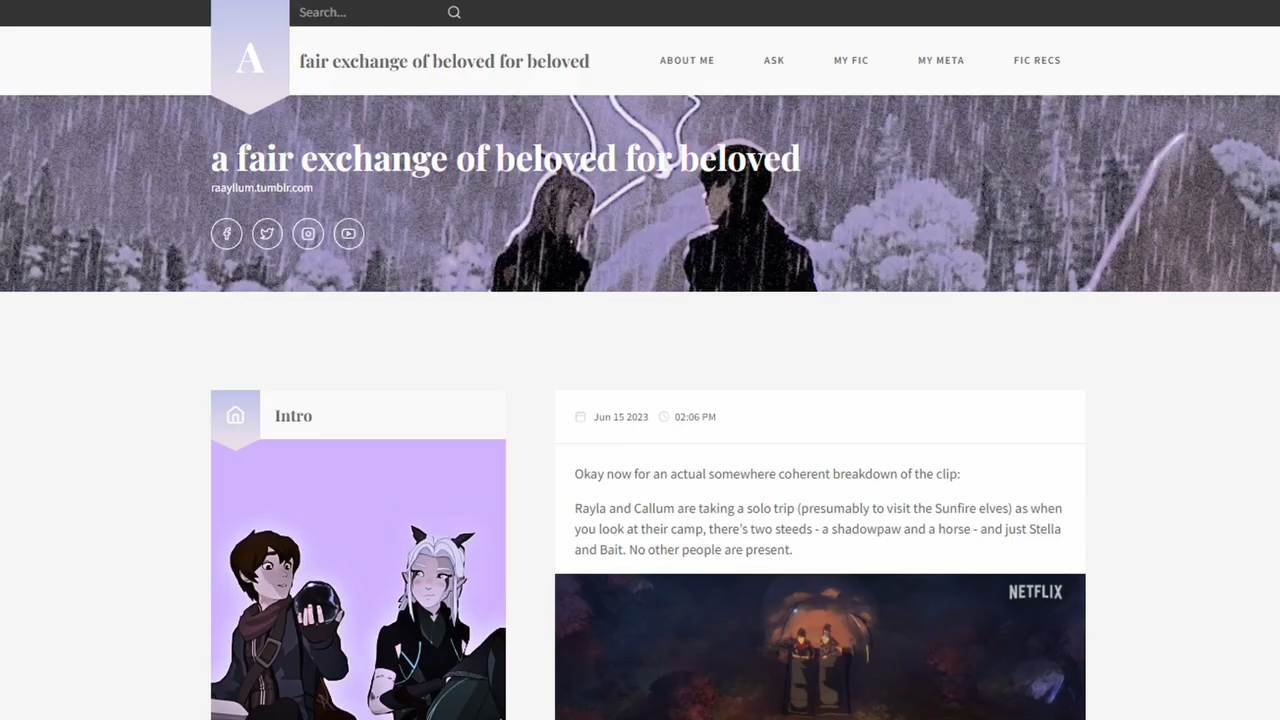 Search...
A
fair exchange of beloved for beloved
ABOUT ME
ASK
MY FIC
MY META
FIC RECS
a fair exchange of beloved for beloved
raayllum.tumblr.com
Intro
Jun 15 2023
02:06 PM
Okay now for an actual somewhere coherent breakdown of the clip:
Rayla and Callum are taking a solo trip (presumably to visit the Sunfire elves) as when
you look at their camp, there's two steeds - a shadowpaw and a horse - and just Stella
and Bait. No other people are present.
NETFLIX